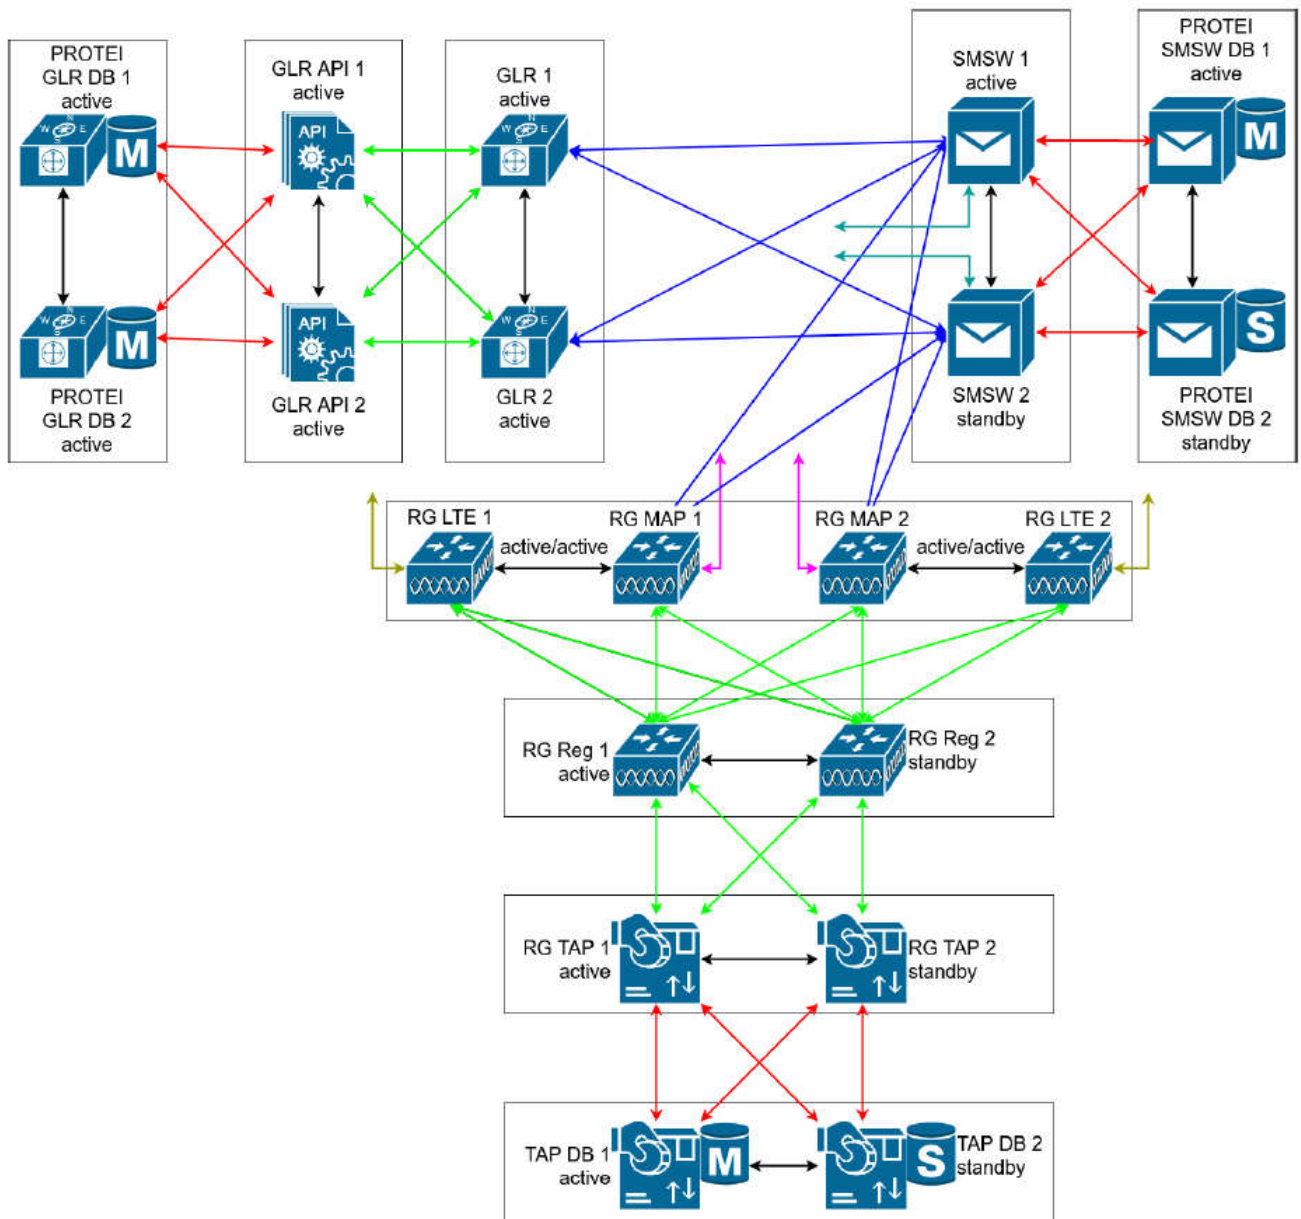 PROTEI
GLR DB 1
active
M
GLR API 1
active
API
GLR 1
active
N
W E
S
SMSW 1
active
PROTEI
SMSW DB 1
active
M
N
W E
S
M
PROTEI
GLR DB 2
active
API
GLR API 2
active
N
W E
S
GLR 2
active
SMSW 2
standby
S
PROTEI
SMSW DB 2
standby
N
W E
S
RG LTE 1
active/active
RG MAP 1
RG MAP 2
active/active
RG LTE 2
RG Reg 1
active
RG Reg 2
standby
RG TAP 1
active
RG TAP 2
standby
TAP DB 1
active
M
S
TAP DB 2
standby